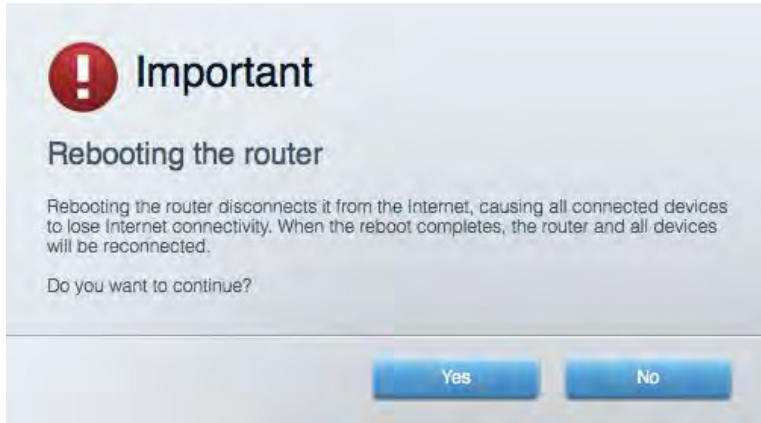 Important
Rebooting the router
Rebooting the router disconnects it from the Internet, causing all connected devices
to lose Internet connectivity. When the reboot completes, the router and all devices
will be reconnected.
Do you want to continue?
Yes
No